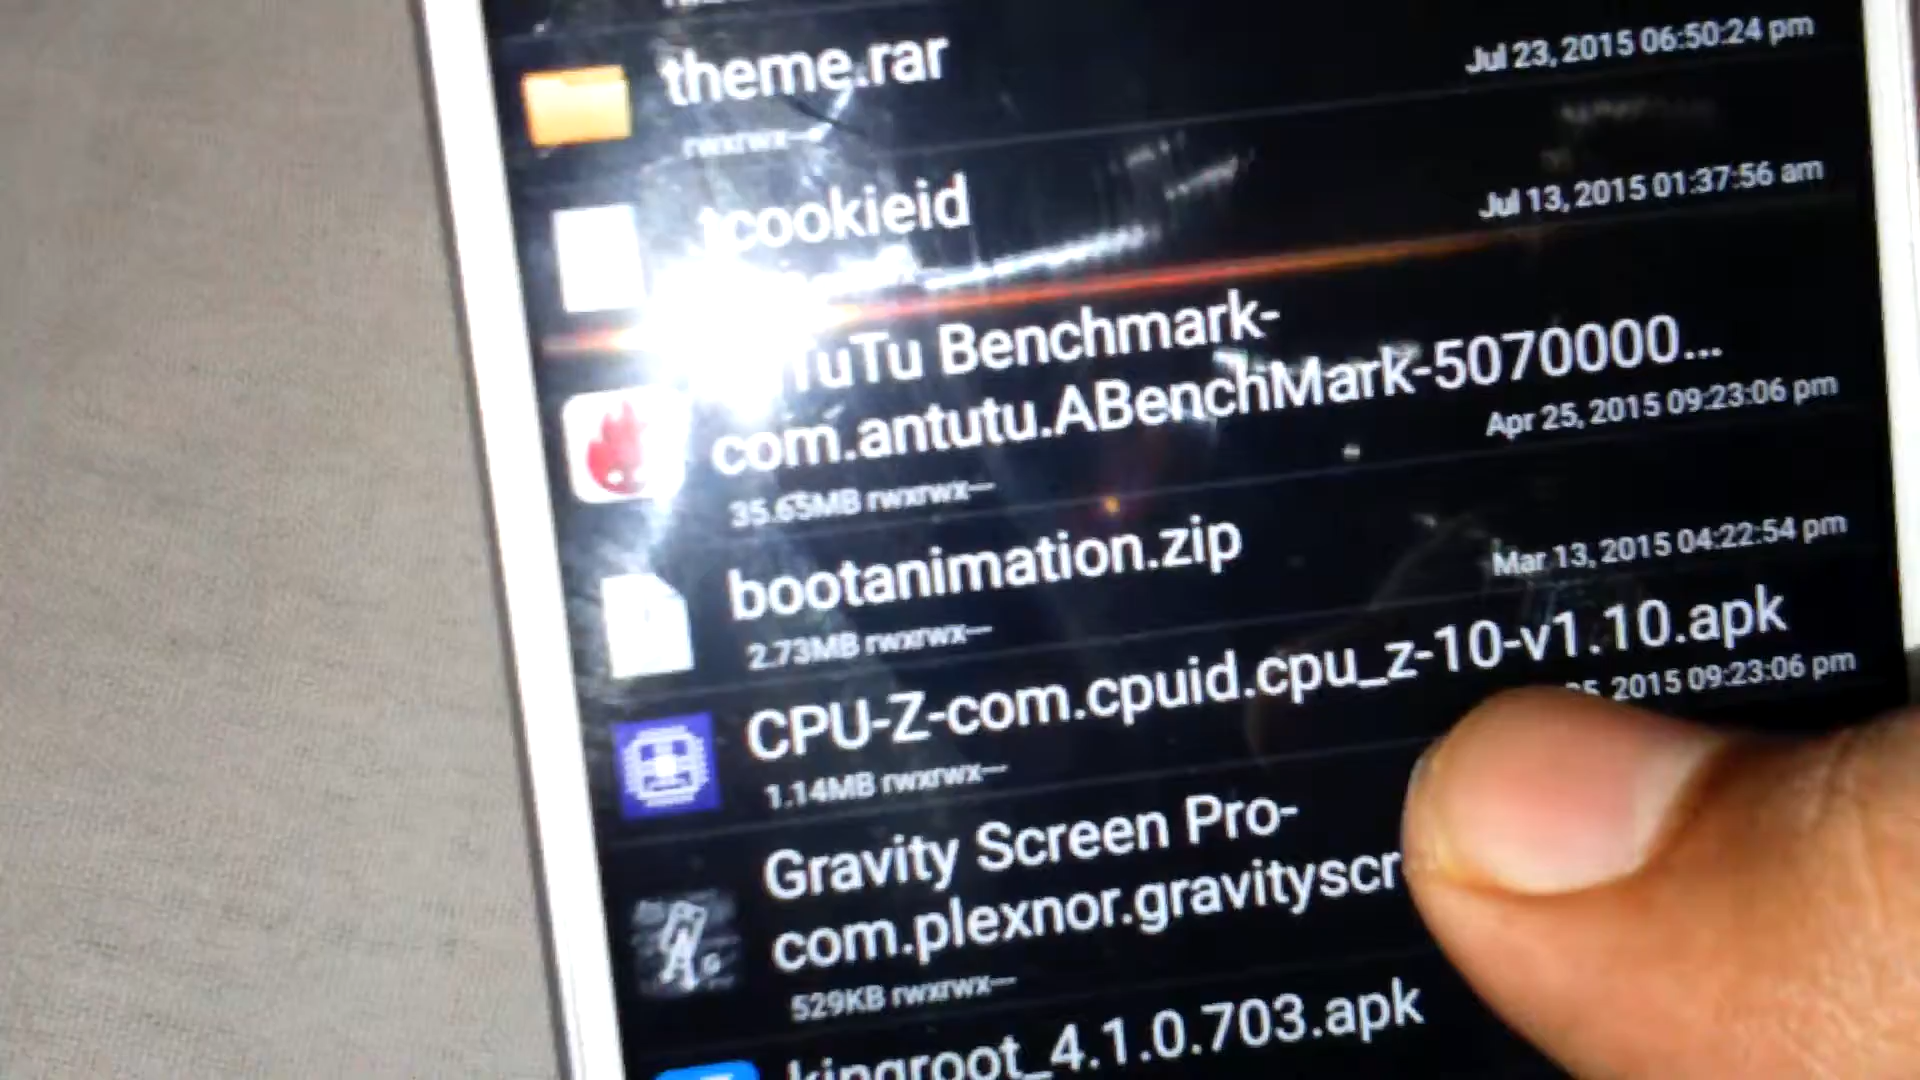 theme.rar
Jul 23, 2015 06:50:24 pm
rwxrwx---
tcookieid
Jul 13, 2015 01:37:56 am
TuTu Benchmark-
com.antutu.ABenchMark-5070000...
Apr 25, 2015 09:23:06 pm
35.65MB rwxrwx---
bootanimation.zip
Mar 13, 2015 04:22:54 pm
2.73MB rwxrwx---
CPU-Z-com.cpuid.cpu_z-10-v1.10.apk
25, 2015 09:23:06 pm
1.14MB rwxrwx---
Gravity Screen Pro-
com.plexnor.gravityscr
529KB rwxrwx---
kingroot_4.1.0.703.apk